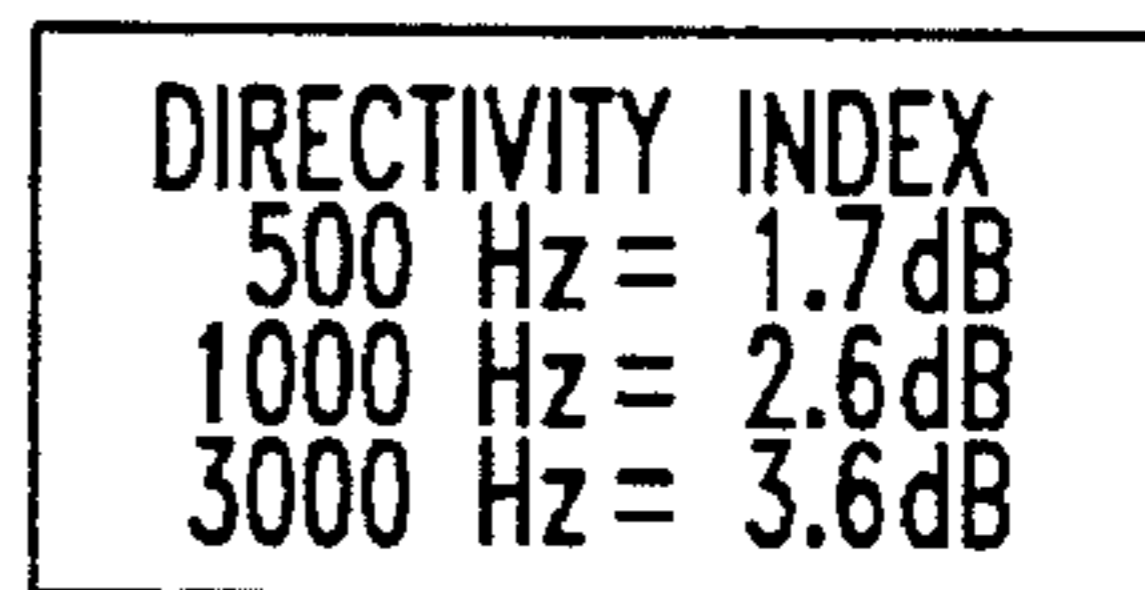 DIRECTIVITY INDEX
500 Hz = 1.7dB
1000 Hz = 2.6dB
3000 Hz = 3.6dB